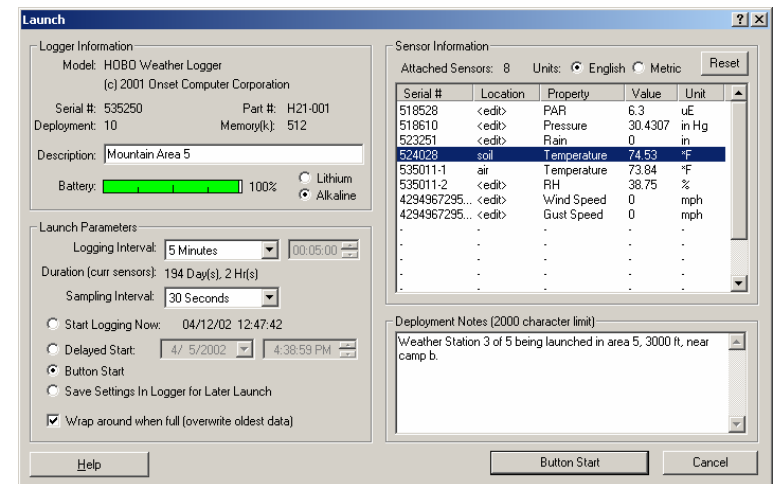 Launch
Logger Information
Model: HOBO Weather Logger
(c) 2001 Onset Computer Corporation
Serial #: 535250 Part #: H21-001
Deployment: 10 Memory(k): 512
Description: Mountain Area 5
Battery: 100% Lithium
Alkaline
Launch Parameters
Logging Interval: 5 Minutes 00:05:00
Duration (curr sensors): 194 Day(s), 2 Hr(s)
Sampling Interval: 30 Seconds
Start Logging Now: 04/12/02 12:47:42
Delayed Start: 4/ 5/2002 4:38:59 PM
Button Start
Save Settings In Logger for Later Launch
Wrap around when full (overwrite oldest data)
Help
Sensor Information
Attached Sensors: 8 Units: English Metric Reset
Serial # Location Property Value Unit
518528 <edit> PAR 6.3 uE
518610 <edit> Pressure 30.4307 in Hg
523251 <edit> Rain 0 in
524028 soil Temperature 74.53 °F
535011-1 air Temperature 73.84 °F
535011-2 <edit> RH 38.75 %
4294967295... <edit> Wind Speed 0 mph
4294967295... <edit> Gust Speed 0 mph
. . . . .
. . . . .
. . . . .
. . . . .
Deployment Notes (2000 character limit)
Weather Station 3 of 5 being launched in area 5, 3000 ft, near
camp b.
Button Start Cancel